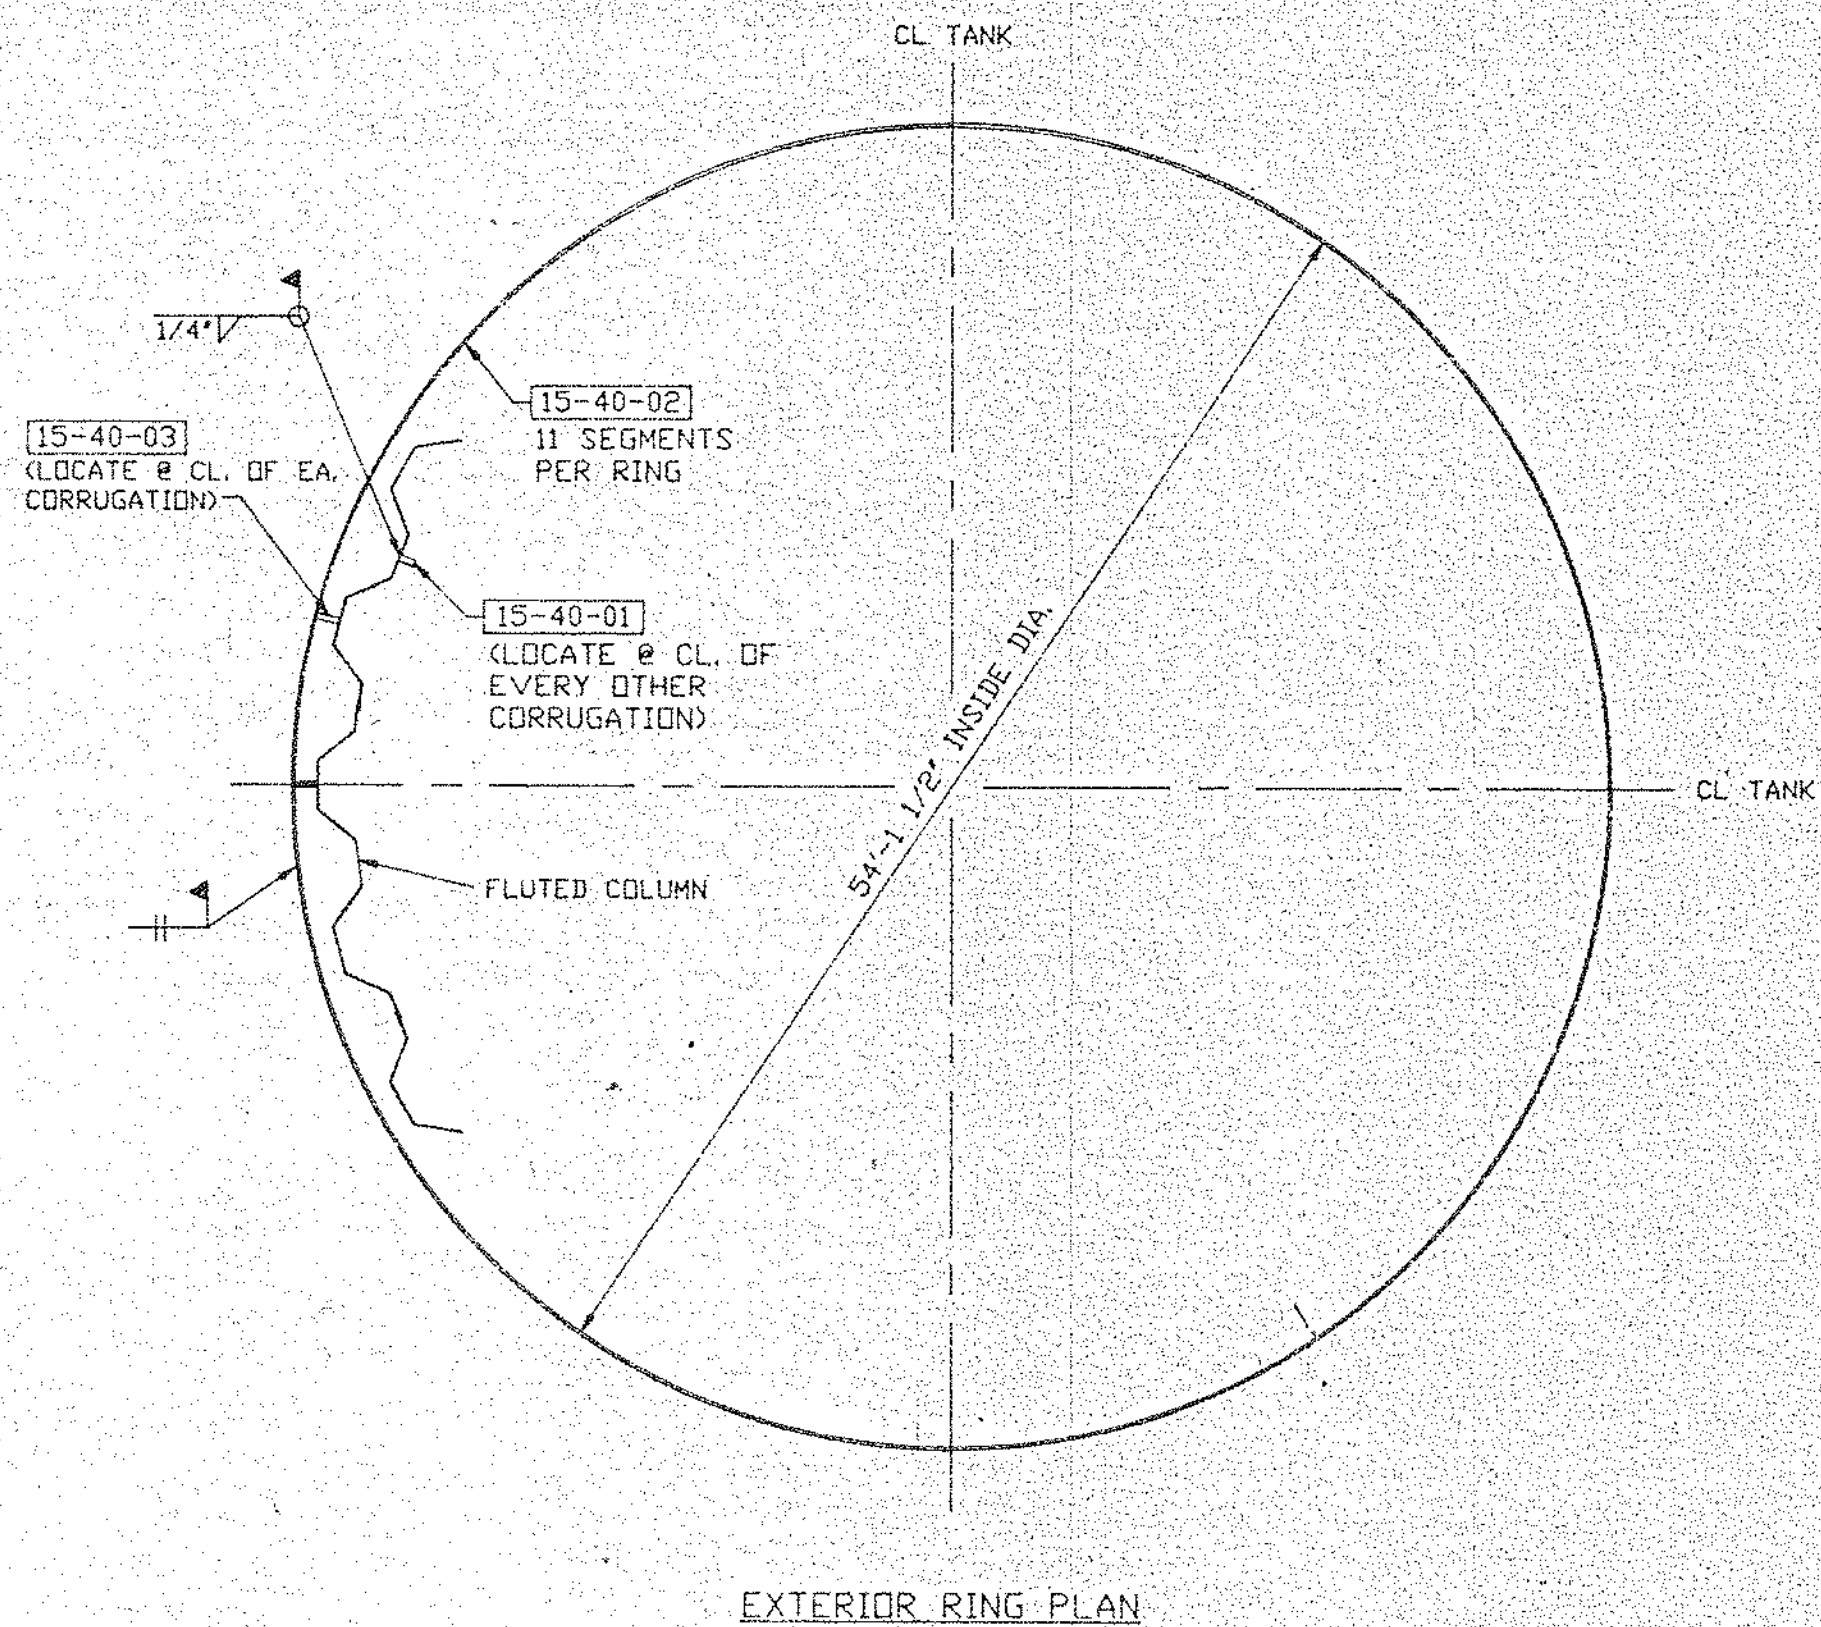 CL TANK
1/4"
15-40-02
11 SEGMENTS
PER RING
15-40-03
(LOCATE @ CL. OF EA.
CORRUGATION)
15-40-01
(LOCATE @ CL. OF
EVERY OTHER
CORRUGATION)
54'-1 1/2" INSIDE DIA.
CL TANK
FLUTED COLUMN
EXTERIOR RING PLAN